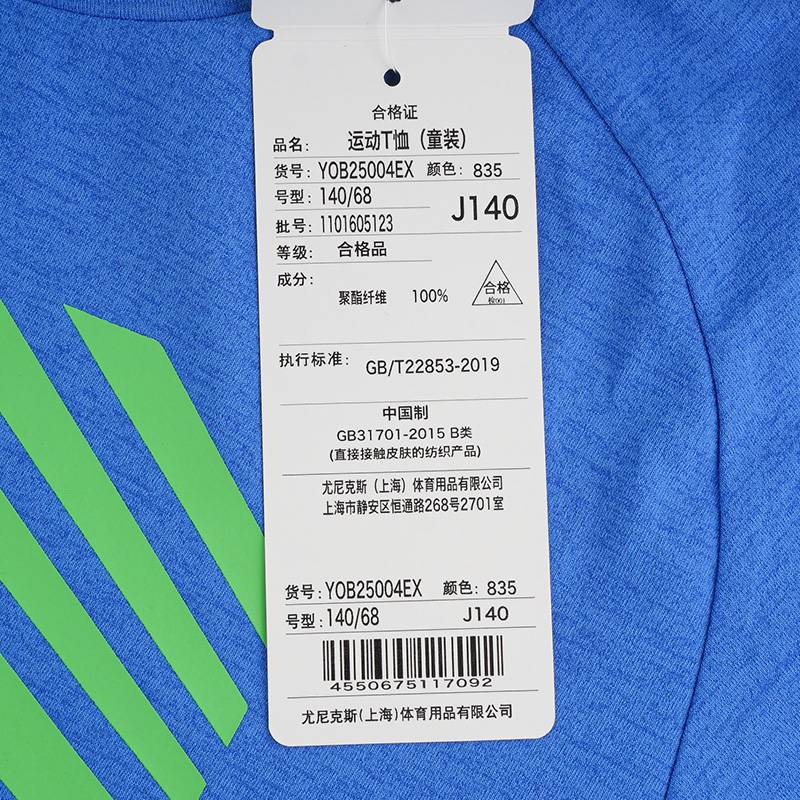 合格证
品名: 运动T恤(童装)
货号: YOB25004EX 颜色: 835
号型: 140/68
J140
批号: 1101605123
等级: 合格品
成分:
聚酯纤维 100%
合格
检001
执行标准: GB/T22853-2019
中国制
GB31701-2015 B类
(直接接触皮肤的纺织产品)
尤尼克斯(上海)体育用品有限公司
上海市静安区恒通路268号2701室
货号: YOB25004EX 颜色: 835
号型: 140/68 J140
4550675117092
尤尼克斯(上海)体育用品有限公司